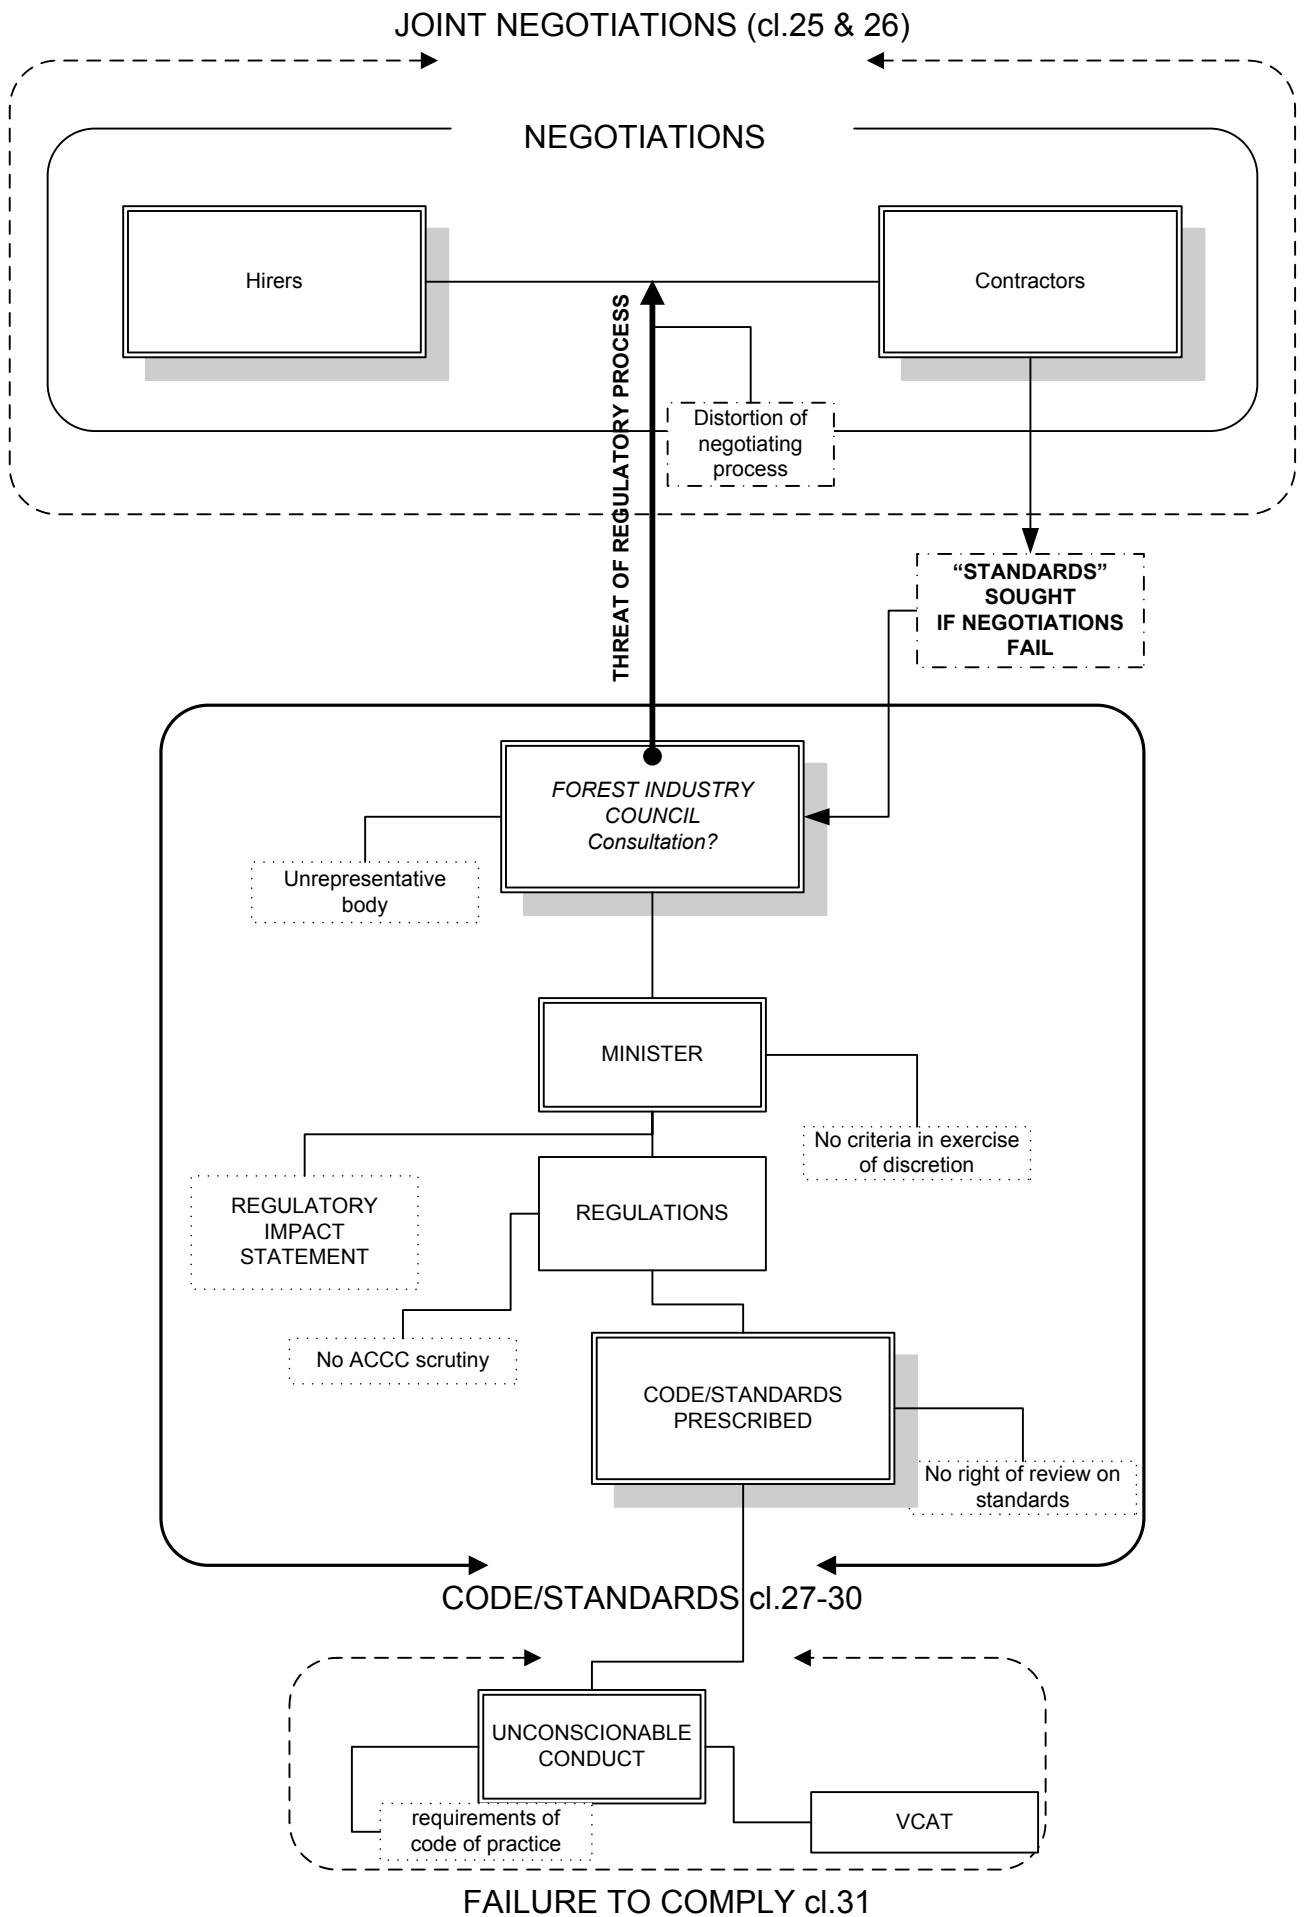 JOINT NEGOTIATIONS (cl.25 & 26)
NEGOTIATIONS
Hirers
Contractors
THREAT OF REGULATORY PROCESS
Distortion of
negotiating
process
“STANDARDS”
SOUGHT
IF NEGOTIATIONS
FAIL
FOREST INDUSTRY
COUNCIL
Consultation?
Unrepresentative
body
MINISTER
No criteria in exercise
of discretion
REGULATORY
IMPACT
STATEMENT
REGULATIONS
No ACCC scrutiny
CODE/STANDARDS
PRESCRIBED
No right of review on
standards
CODE/STANDARDS cl.27-30
UNCONSCIONABLE
CONDUCT
requirements of
code of practice
VCAT
FAILURE TO COMPLY cl.31